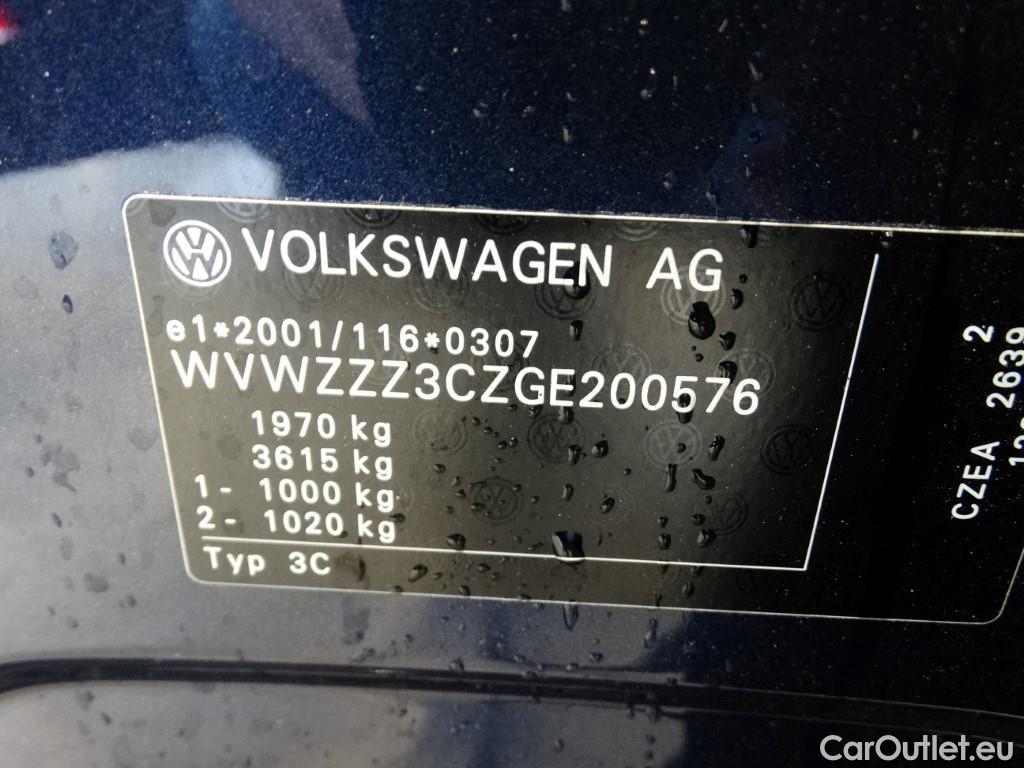 VOLKSWAGEN AG
e1*2001/116*0307
WVWZZZ3CZGE200576
1970 kg
3615 kg
1- 1000 kg
2- 1020 kg
Typ 3C
2
CZEA 2639
CarOutlet.eu